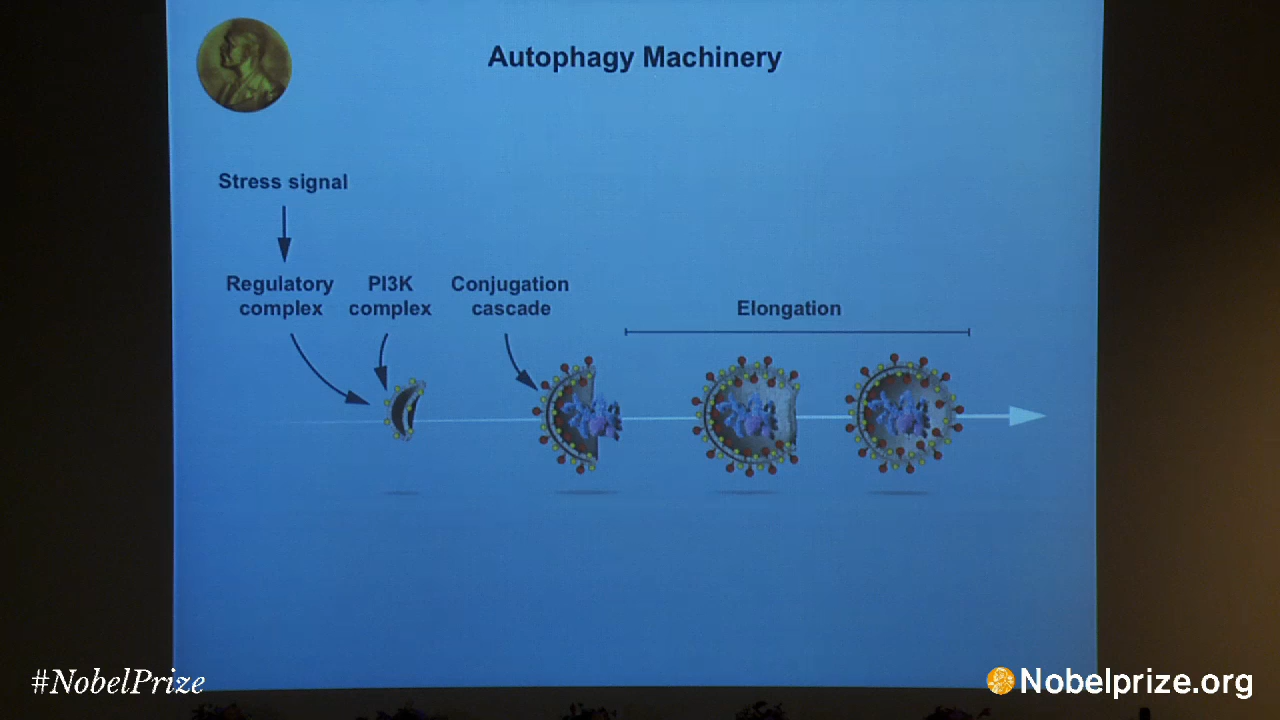 Autophagy Machinery
Stress signal
Regulatory
complex
PI3K
complex
Conjugation
cascade
Elongation
#NobelPrize
Nobelprize.org